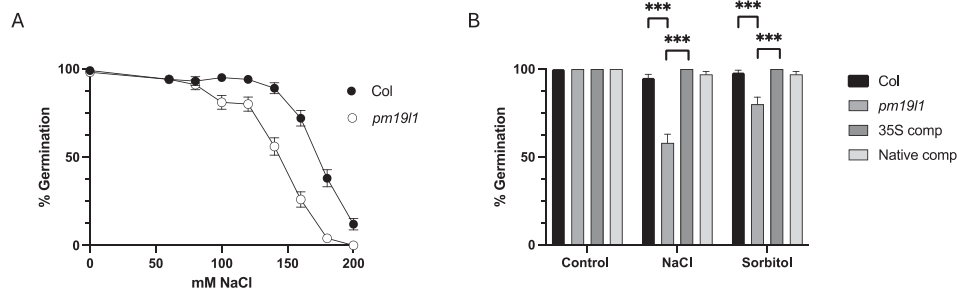 A
% Germination
100
50
0
0 50 100 150 200
mM NaCl
Col
pm19l1
B
*** ***
*** ***
% Germination
100
50
0
Control NaCl Sorbitol
Col
pm19l1
35S comp
Native comp